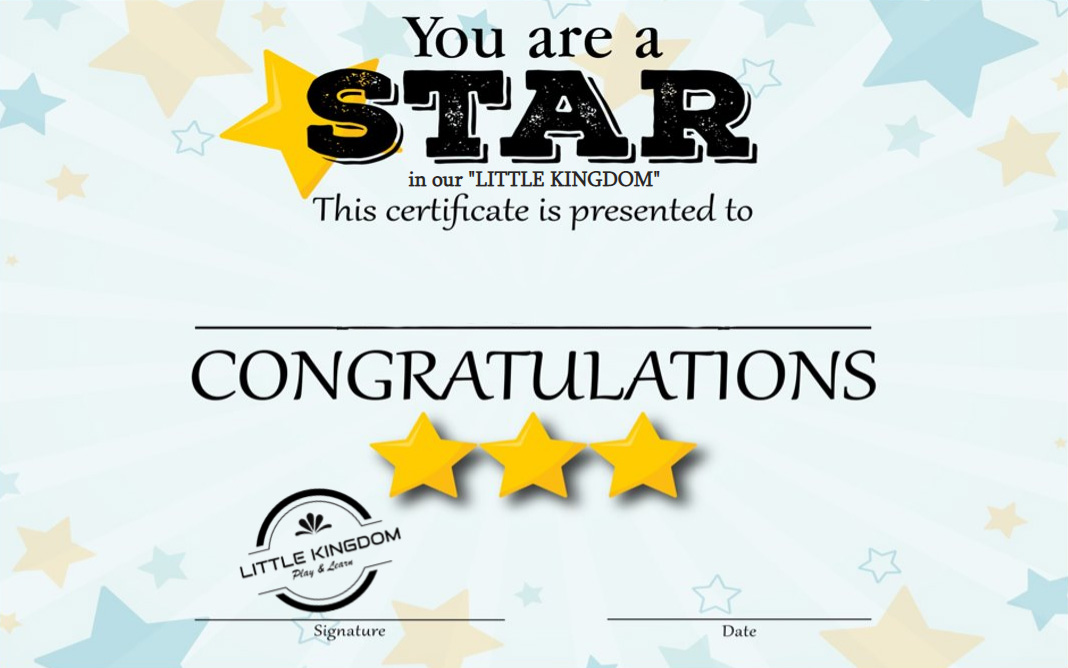 You are a
STAR
in our "LITTLE KINGDOM"
This certificate is presented to
CONGRATULATIONS
LITTLE KINGDOM
Play & Learn
Signature
Date